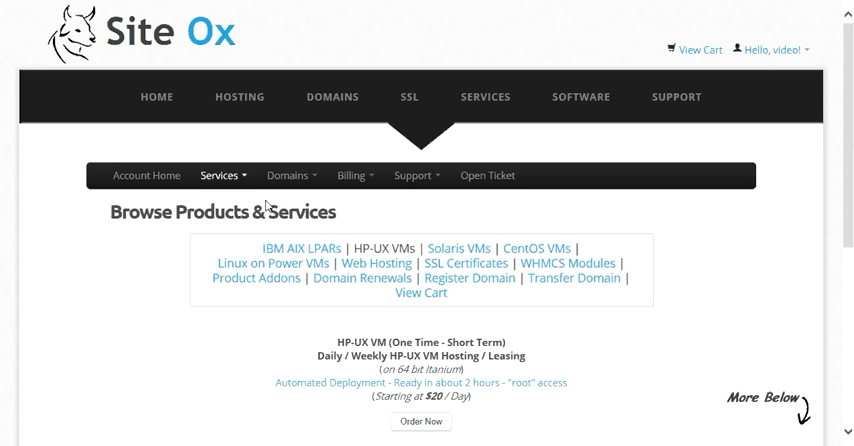 Site Ox
View Cart Hello, video!
HOME HOSTING DOMAINS SSL SERVICES SOFTWARE SUPPORT
Account Home Services Domains Billing Support Open Ticket
Browse Products & Services
IBM AIX LPARs | HP-UX VMs | Solaris VMs | CentOS VMs |
Linux on Power VMs | Web Hosting | SSL Certificates | WHMCS Modules |
Product Addons | Domain Renewals | Register Domain | Transfer Domain |
View Cart
HP-UX VM (One Time - Short Term)
Daily / Weekly HP-UX VM Hosting / Leasing
(on 64 bit Itanium)
Automated Deployment - Ready in about 2 hours - "root" access
(Starting at $20 / Day)
More Below
Order Now